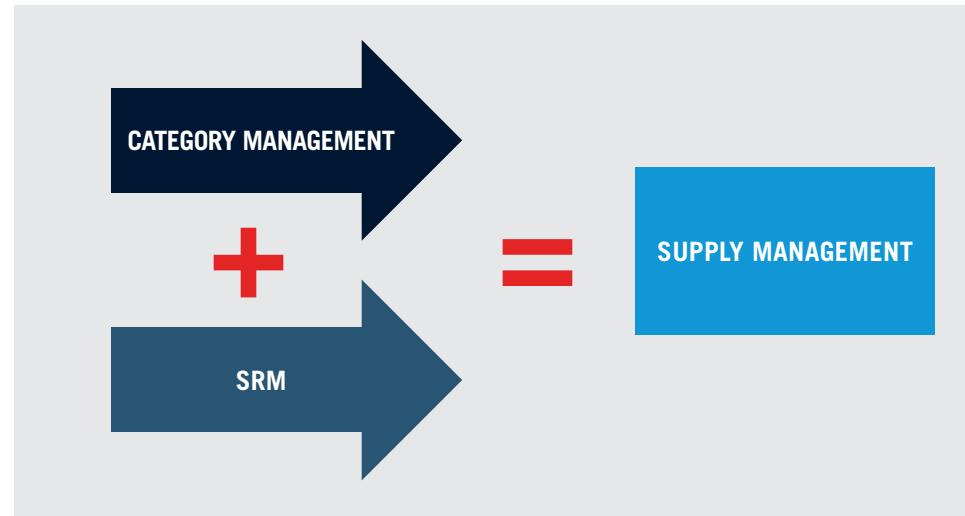 CATEGORY MANAGEMENT
+
=
SUPPLY MANAGEMENT
SRM